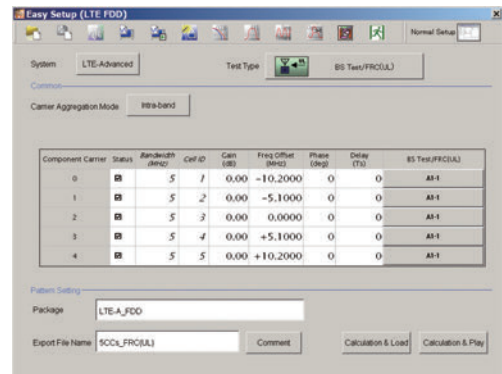 Easy Setup (LTE FDD)
Normal Setup
System LTE-Advanced Test Type BS Test/FRC(UL)
Common
Carrier Aggregation Mode Intra-band
Component Carrier Status Bandwidth (MHz) Cell ID Gain (dB) Freq Offset (MHz) Phase (deg) Delay (Ts) BS Test/FRC(UL)
0 5 1 0.00 -10.2000 0 0 A1-1
1 5 2 0.00 -5.1000 0 0 A1-1
2 5 3 0.00 0.0000 0 0 A1-1
3 5 4 0.00 +5.1000 0 0 A1-1
4 5 5 0.00 +10.2000 0 0 A1-1
Pattern Setting
Package LTE-A_FDD
Export File Name 5CCs_FRC(UL) Comment Calculation & Load Calculation & Play